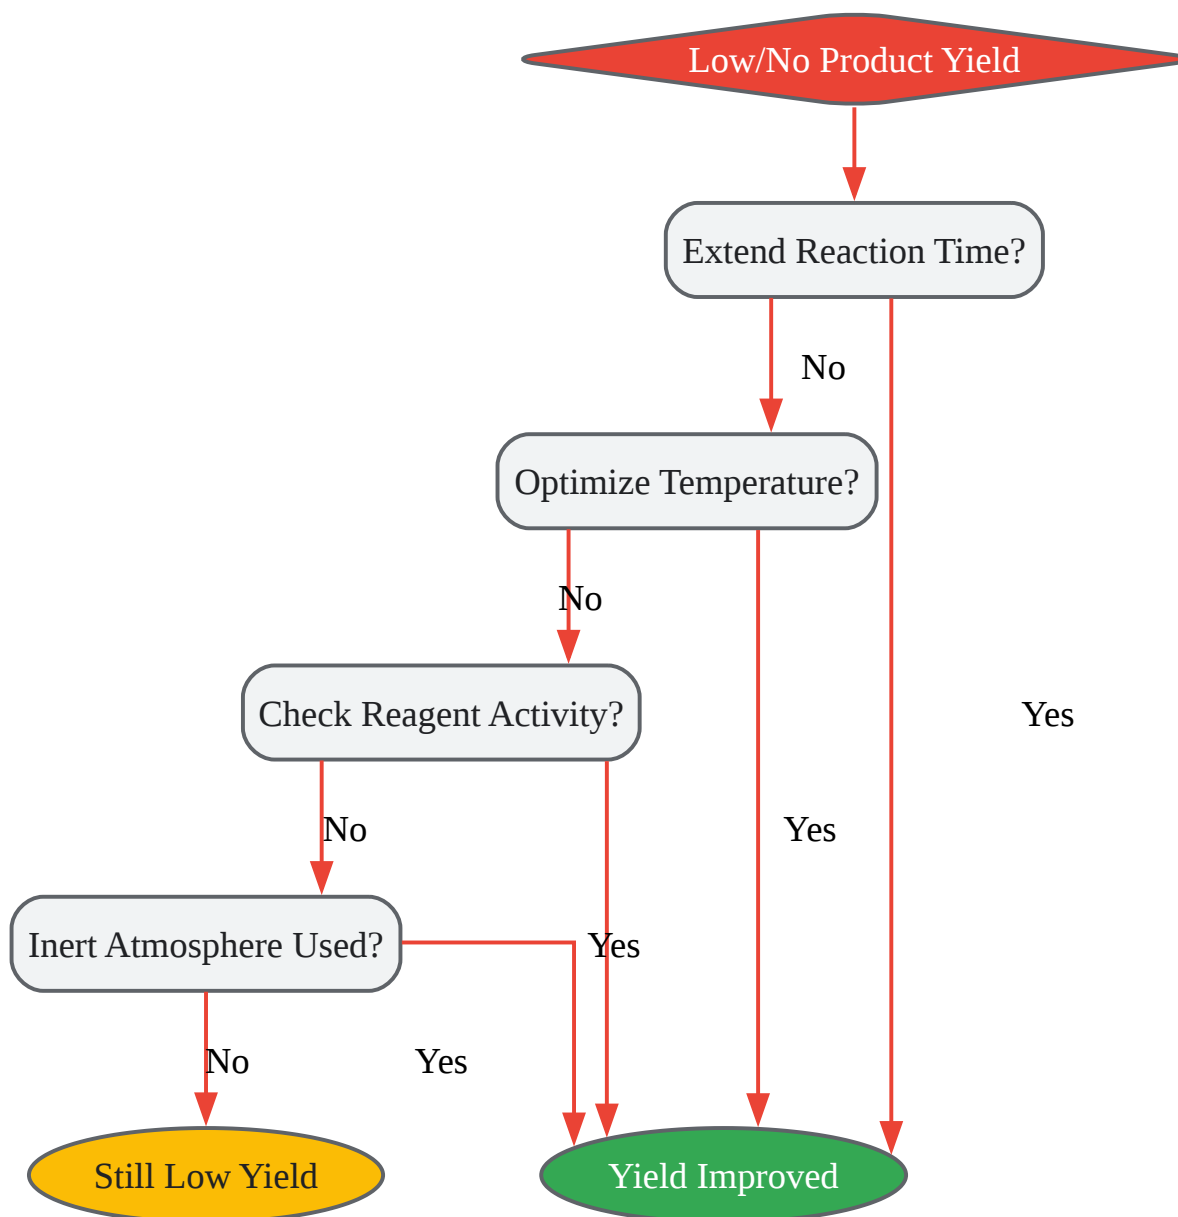 Low/No Product Yield
Extend Reaction Time?
No
Optimize Temperature?
No
Check Reagent Activity?
Yes
No
Yes
Inert Atmosphere Used?
Yes
No
Yes
Still Low Yield
Yield Improved